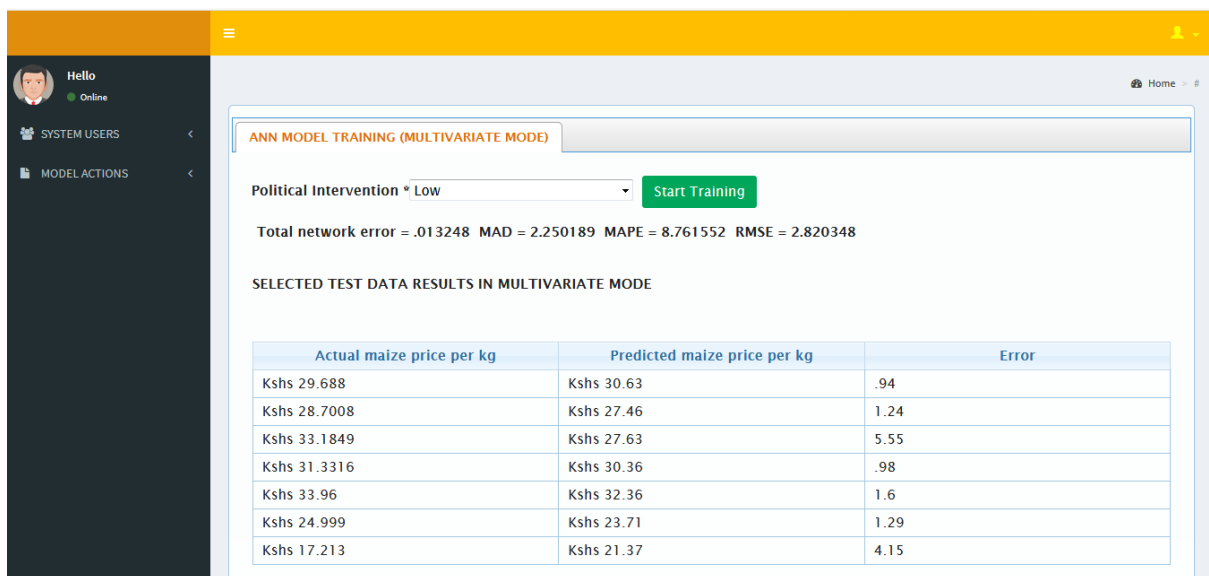 Hello
Online
Home > #
SYSTEM USERS <
MODEL ACTIONS <
ANN MODEL TRAINING (MULTIVARIATE MODE)
Political Intervention * Low Start Training
Total network error = .013248 MAD = 2.250189 MAPE = 8.761552 RMSE = 2.820348
SELECTED TEST DATA RESULTS IN MULTIVARIATE MODE
Actual maize price per kg Predicted maize price per kg Error
Kshs 29.688 Kshs 30.63 .94
Kshs 28.7008 Kshs 27.46 1.24
Kshs 33.1849 Kshs 27.63 5.55
Kshs 31.3316 Kshs 30.36 .98
Kshs 33.96 Kshs 32.36 1.6
Kshs 24.999 Kshs 23.71 1.29
Kshs 17.213 Kshs 21.37 4.15